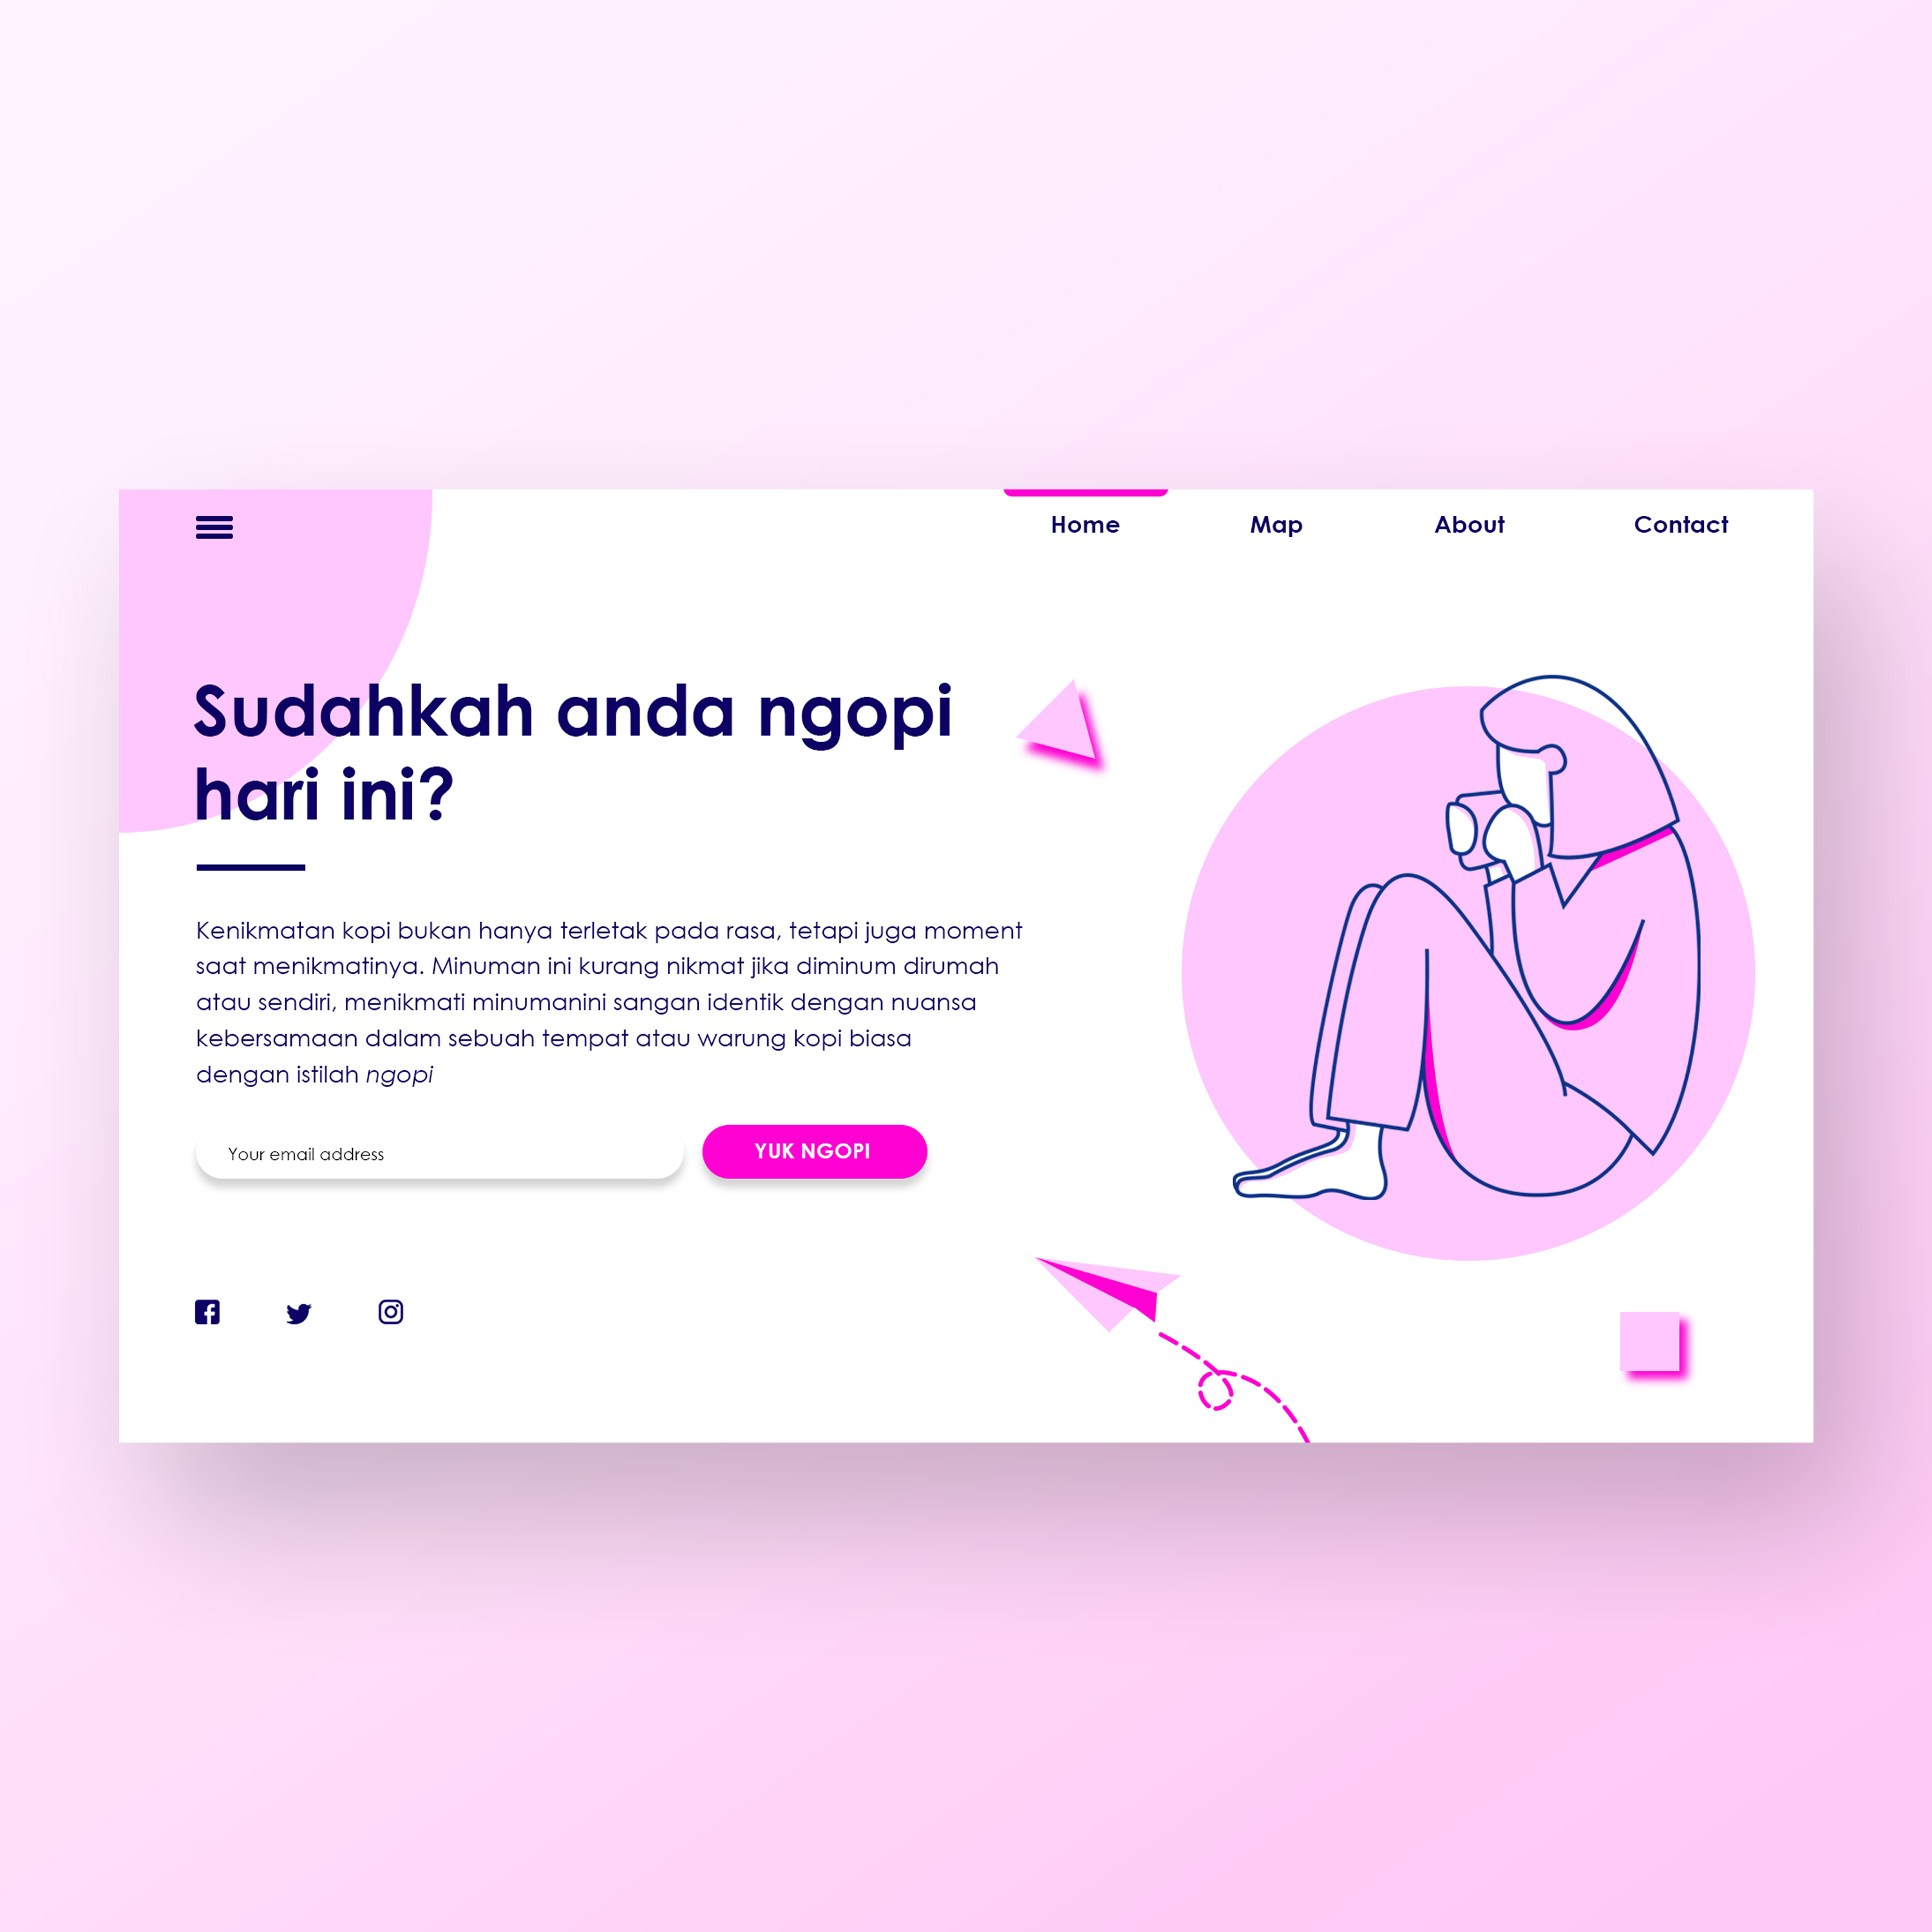 Home Map About Contact
Sudahkah anda ngopi
hari ini?
Kenikmatan kopi bukan hanya terletak pada rasa, tetapi juga moment
saat menikmatinya. Minuman ini kurang nikmat jika diminum dirumah
atau sendiri, menikmati minumanini sangan identik dengan nuansa
kebersamaan dalam sebuah tempat atau warung kopi biasa
dengan istilah ngopi
Your email address YUK NGOPI